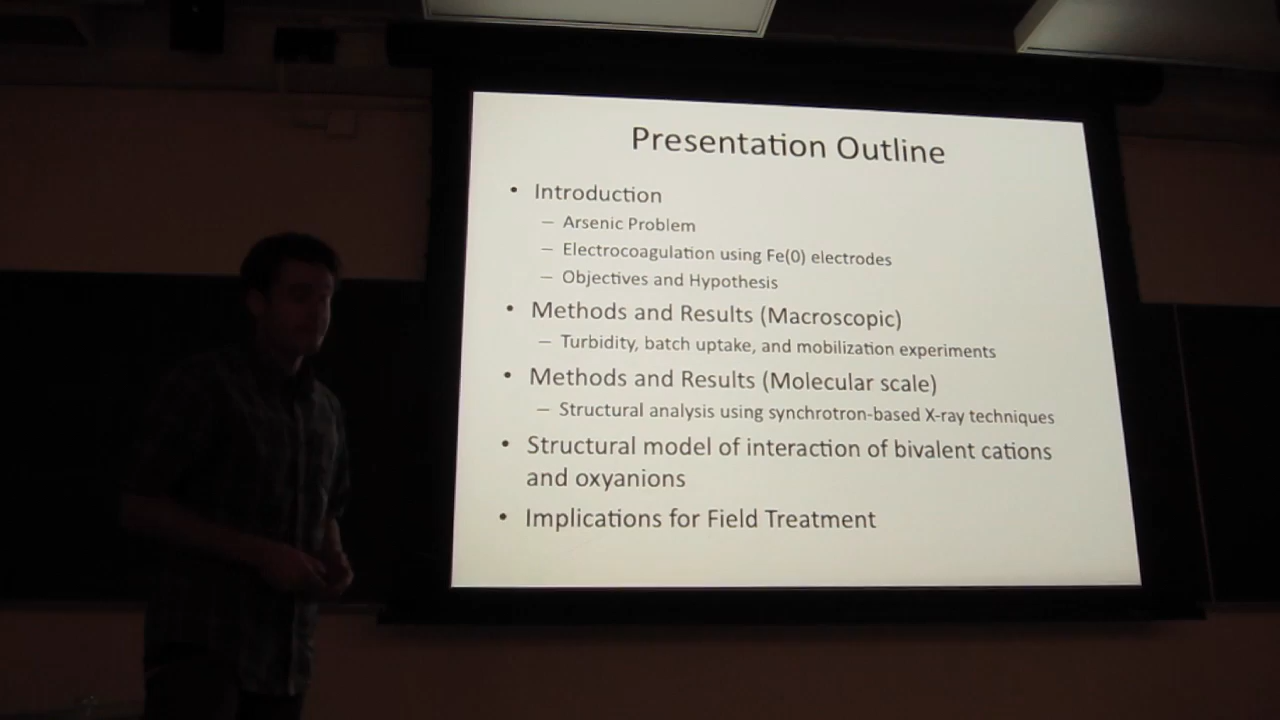 Presentation Outline
• Introduction
– Arsenic Problem
– Electrocoagulation using Fe(0) electrodes
– Objectives and Hypothesis
• Methods and Results (Macroscopic)
– Turbidity, batch uptake, and mobilization experiments
• Methods and Results (Molecular scale)
– Structural analysis using synchrotron-based X-ray techniques
• Structural model of interaction of bivalent cations
and oxyanions
• Implications for Field Treatment